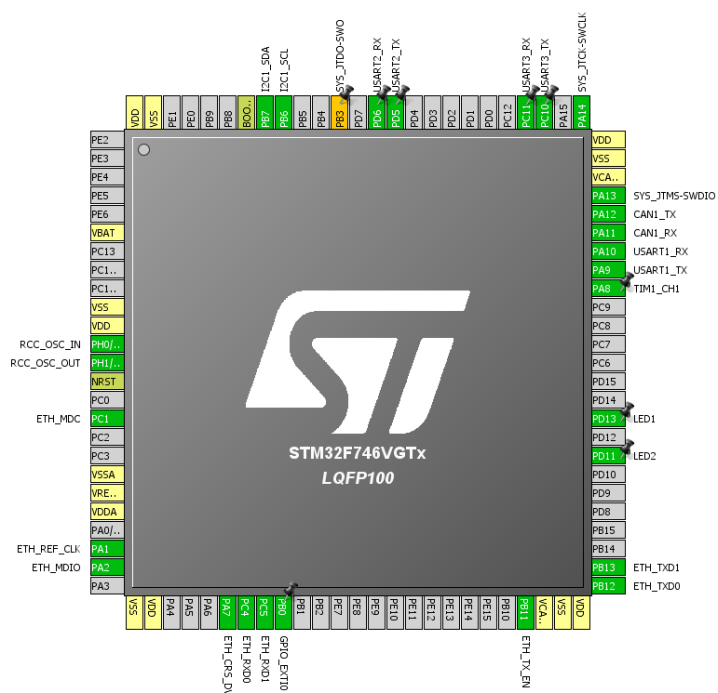 I2C1_SDA
I2C1_SCL
SYS_JTDO-SWO
USART2_RX
USART2_TX
USART3_RX
USART3_TX
SYS_JTCK-SWCLK
VDD
VSS
PE1
PE0
PB9
PB8
BOO..
PB7
PB6
PB5
PB4
PB3
PD7
PD6
PD5
PD4
PD3
PD2
PD1
PD0
PC12
PC11
PC10
PA15
PA14
PE2
PE3
PE4
PE5
PE6
VBAT
PC13
PC1..
PC1..
VSS
VDD
RCC_OSC_IN PH0/..
RCC_OSC_OUT PH1/..
NRST
PC0
ETH_MDC PC1
PC2
PC3
VSSA
VRE..
VDDA
PA0/..
ETH_REF_CLK PA1
ETH_MDIO PA2
PA3
STM32F746VGTx
LQFP100
VDD
VSS
VCA..
PA13 SYS_JTMS-SWDIO
PA12 CAN1_TX
PA11 CAN1_RX
PA10 USART1_RX
PA9 USART1_TX
PA8 TIM1_CH1
PC9
PC8
PC7
PC6
PD15
PD14
PD13 LED1
PD12
PD11 LED2
PD10
PD9
PD8
PB15
PB14
PB13 ETH_TXD1
PB12 ETH_TXD0
VSS
VDD
PA4
PA5
PA6
PA7
PC4
PC5
PB0
PB1
PB2
PE7
PE8
PE9
PE10
PE11
PE12
PE13
PE14
PE15
PB10
PB11
VCA..
VSS
VDD
ETH_RXD0
ETH_RXD1
GPIO_EXTI0
ETH_TX_EN